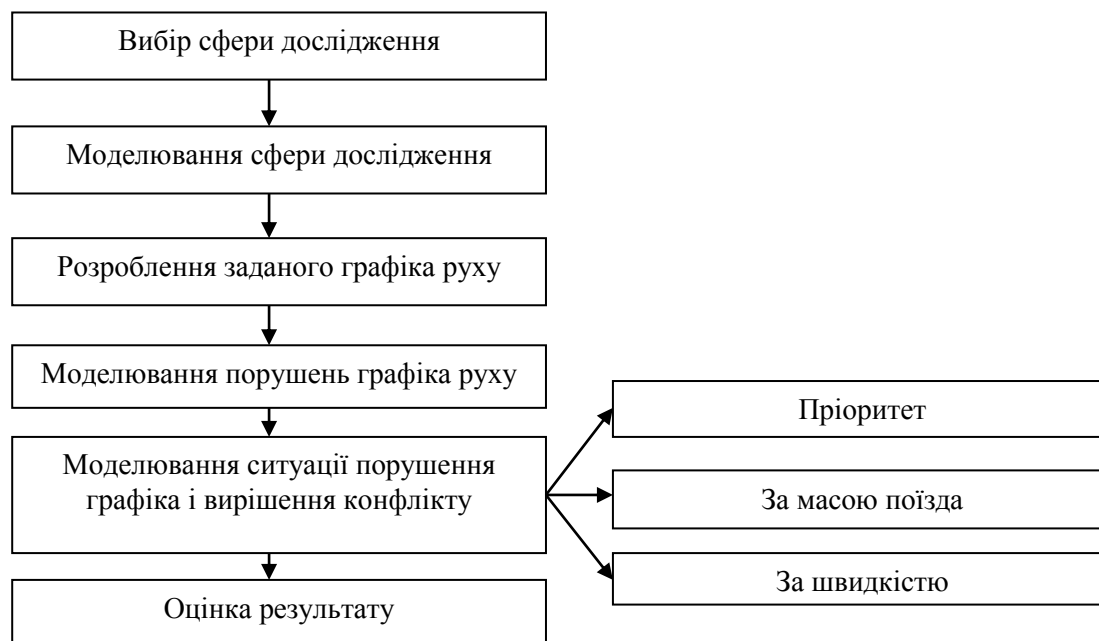 Вибір сфери дослідження
Моделювання сфери дослідження
Розроблення заданого графіка руху
Моделювання порушень графіка руху
Моделювання ситуації порушення
графіка і вирішення конфлікту
Оцінка результату
Пріоритет
За масою поїзда
За швидкістю